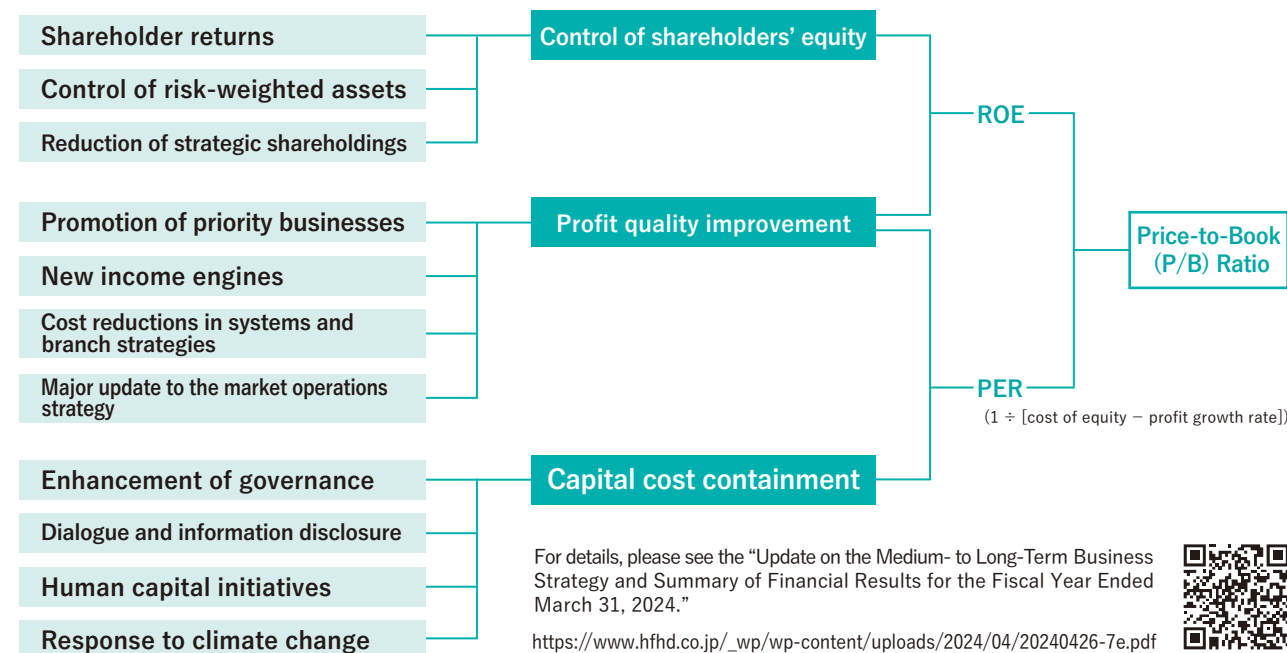 Shareholder returns
Control of risk-weighted assets
Reduction of strategic shareholdings
Control of shareholders’ equity
Promotion of priority businesses
New income engines
Cost reductions in systems and
branch strategies
Major update to the market operations
strategy
Profit quality improvement
Enhancement of governance
Dialogue and information disclosure
Human capital initiatives
Response to climate change
Capital cost containment
ROE
PER
(1 ÷ [cost of equity − profit growth rate])
Price-to-Book
(P/B) Ratio
For details, please see the “Update on the Medium- to Long-Term Business
Strategy and Summary of Financial Results for the Fiscal Year Ended
March 31, 2024.”
https://www.hfhd.co.jp/_wp/wp-content/uploads/2024/04/20240426-7e.pdf